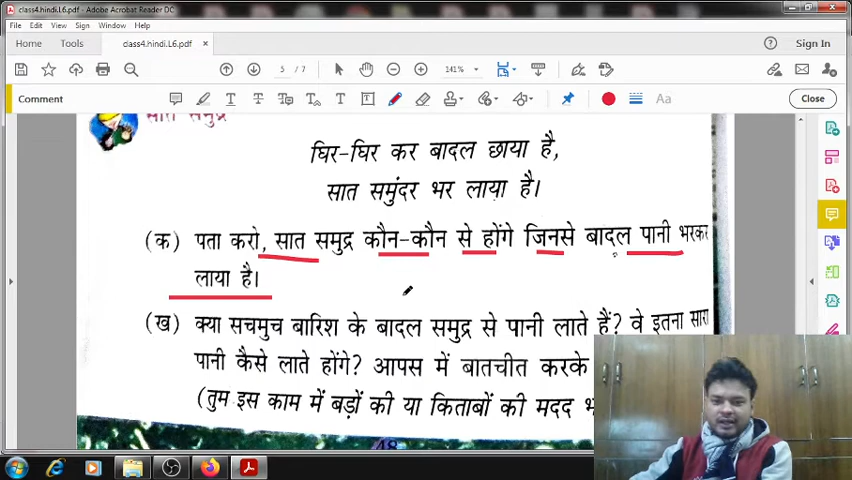 class4.hindi.L6.pdf - Adobe Acrobat Reader DC
File Edit View Sign Window Help
Home Tools class4.hindi.L6.pdf × Sign In
5 / 7 141%
Comment Close
सात समुद्र
घिर-घिर कर बादल छाया है,
सात समुंदर भर लाया है।
(क) पता करो, सात समुद्र कौन-कौन से होंगे जिनसे बादल पानी भरकर
लाया है।
(ख) क्या सचमुच बारिश के बादल समुद्र से पानी लाते हैं? वे इतना सारा
पानी कैसे लाते होंगे? आपस में बातचीत करके
(तुम इस काम में बड़ों की या किताबों की मदद
48